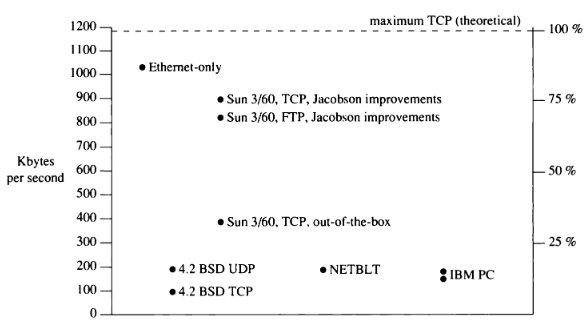 maximum TCP (theoretical)
1200
100 %
1100
Ethernet-only
1000
900
Sun 3/60, TCP, Jacobson improvements
75 %
800
Sun 3/60, FTP, Jacobson improvements
700
Kbytes
per second
600
50 %
500
400
Sun 3/60, TCP, out-of-the-box
300
25 %
200
4.2 BSD UDP
NETBLT
IBM PC
100
4.2 BSD TCP
0